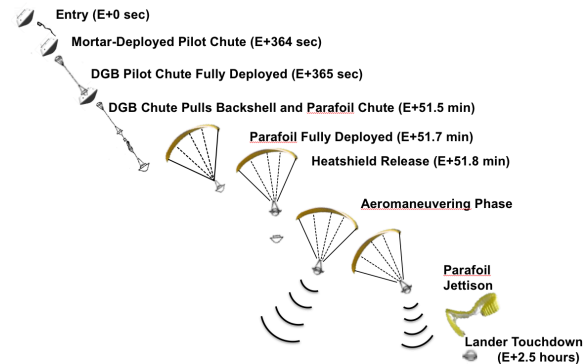 Entry (E+0 sec)
Mortar-Deployed Pilot Chute (E+364 sec)
DGB Pilot Chute Fully Deployed (E+365 sec)
DGB Chute Pulls Backshell and Parafoil Chute (E+51.5 min)
Parafoil Fully Deployed (E+51.7 min)
Heatshield Release (E+51.8 min)
Aeromaneuvering Phase
Parafoil
Jettison
Lander Touchdown
(E+2.5 hours)